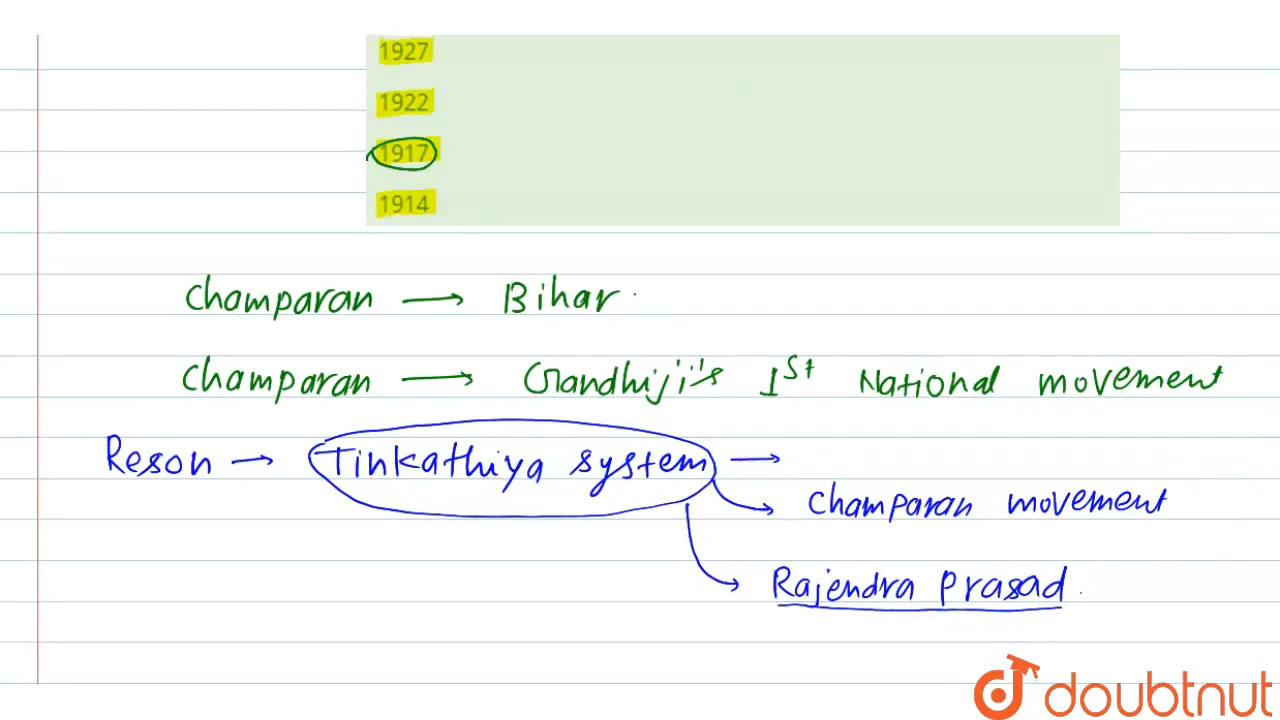 1927
1922
1917
1914
Champaran → Bihar
Champaran → Gandhiji's 1st National movement
Reson → Tinkathiya system →
Champaran movement
Rajendra prasad
doubtnut